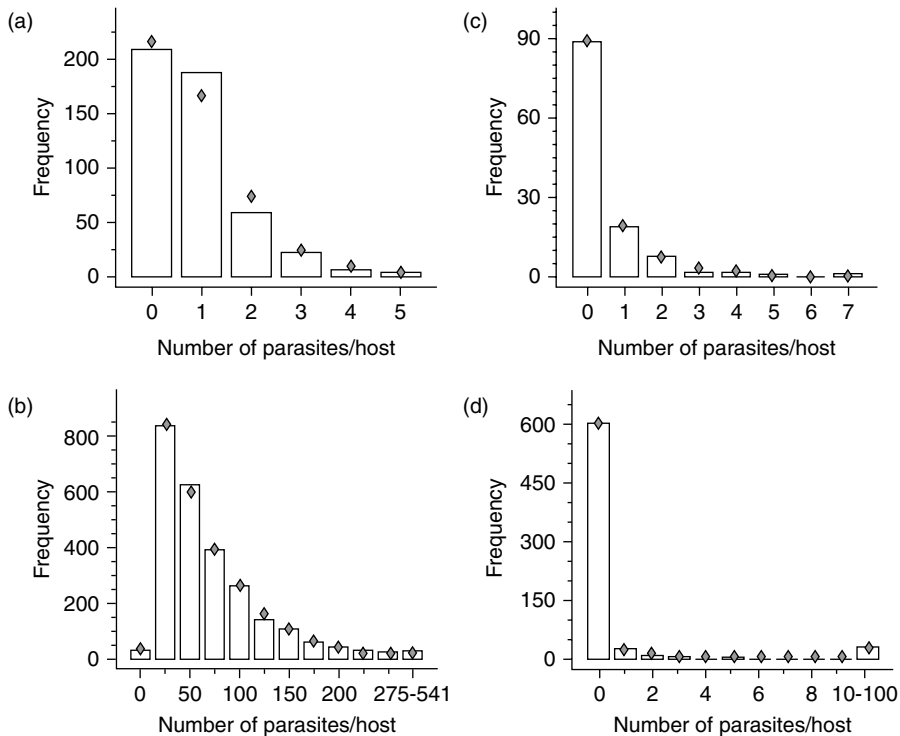 (a)
Frequency
200
150
100
50
0
0 1 2 3 4 5
Number of parasites/host
(c)
Frequency
90
60
30
0
0 1 2 3 4 5 6 7
Number of parasites/host
(b)
Frequency
800
600
400
200
0
0 50 100 150 200 275-541
Number of parasites/host
(d)
Frequency
600
450
300
150
0
0 2 4 6 8 10-100
Number of parasites/host